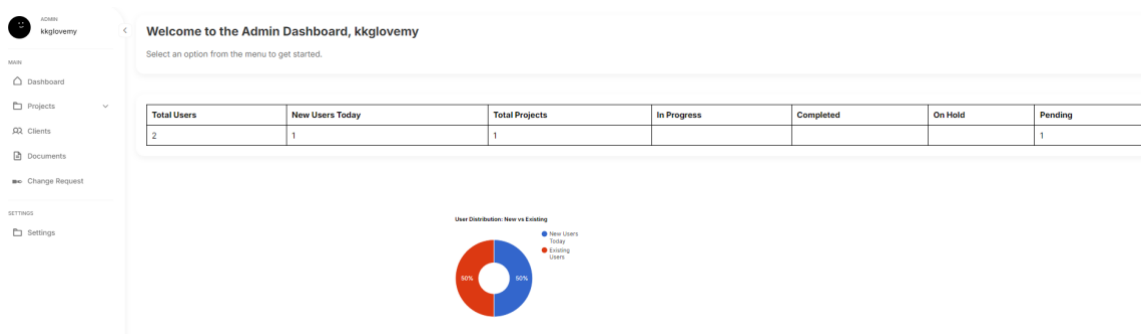 ADMIN
kkglovemy
MAIN
Dashboard
Projects
Clients
Documents
Change Request
SETTINGS
Settings
Welcome to the Admin Dashboard, kkglovemy
Select an option from the menu to get started.
Total Users New Users Today Total Projects In Progress Completed On Hold Pending
2 1 1 1
User Distribution: New vs Existing
New Users
Today
Existing
Users
50% 50%